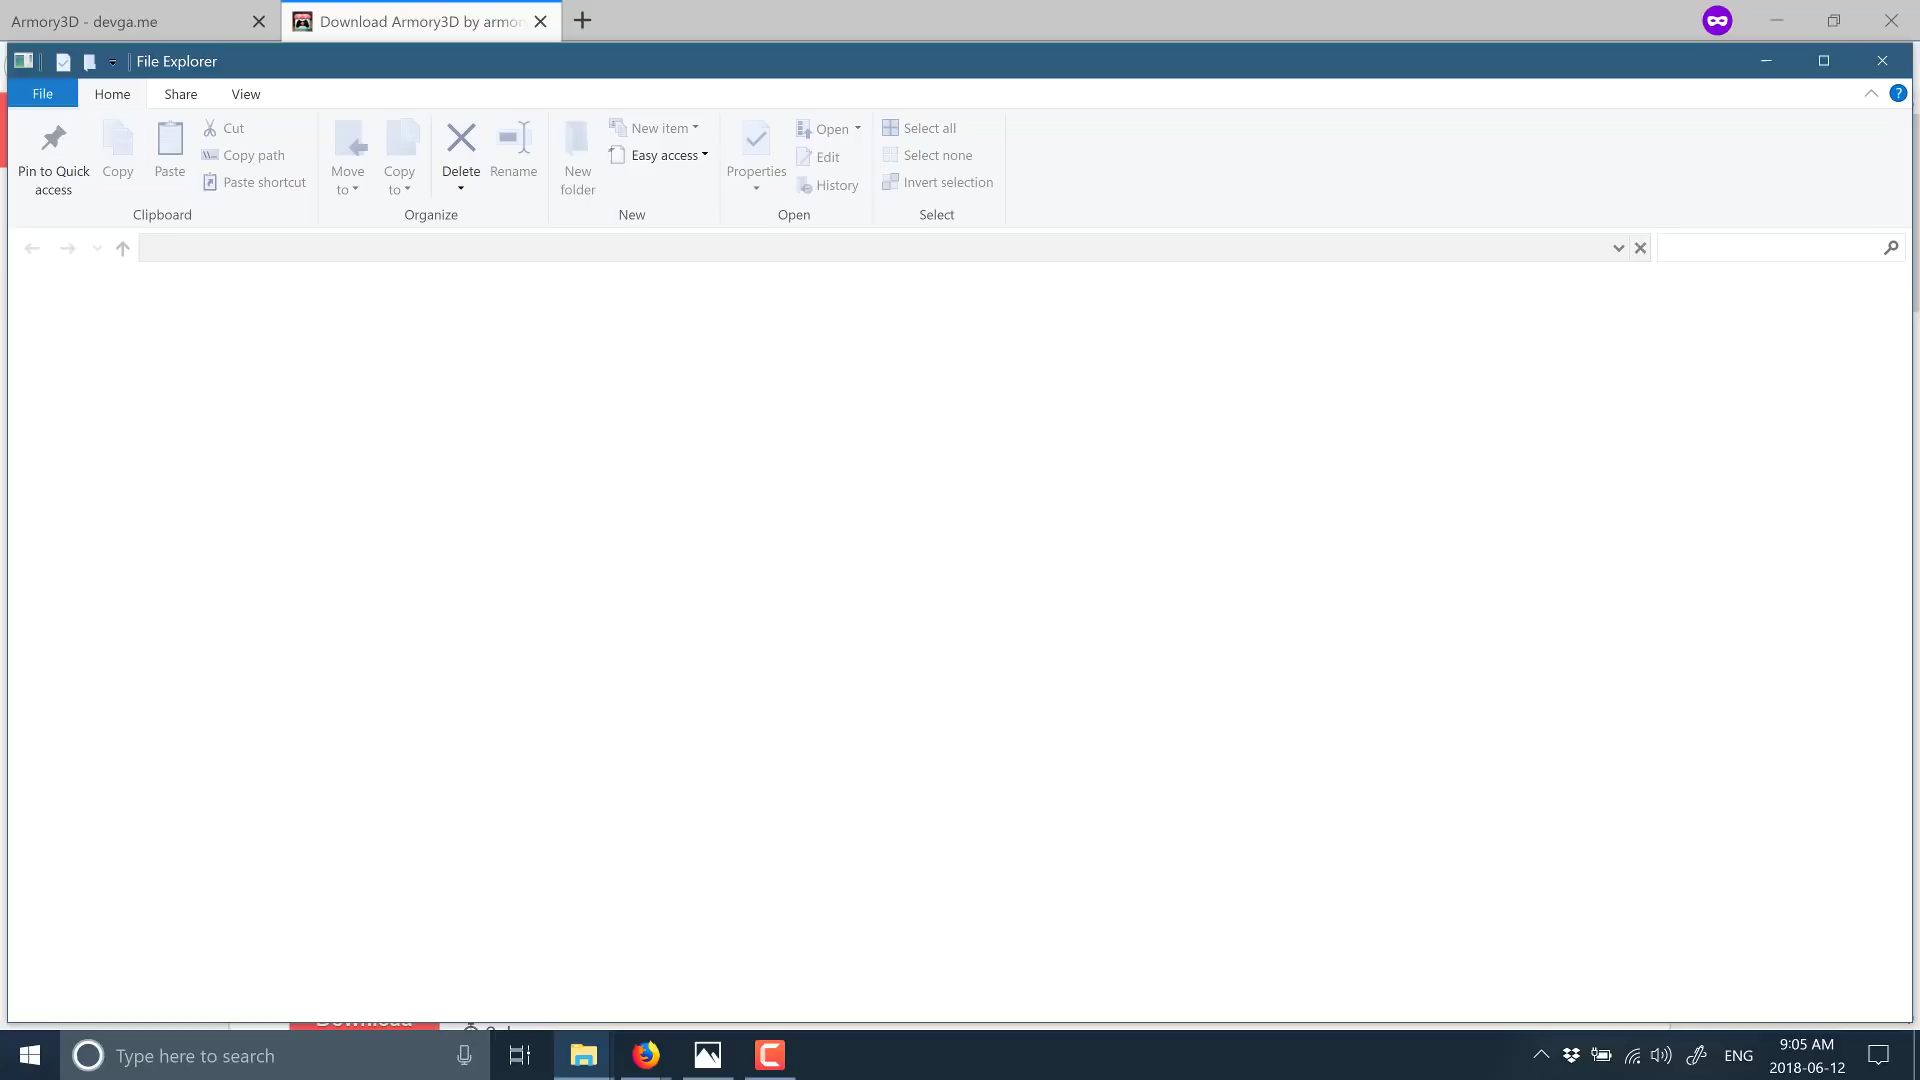 Armory3D - devga.me
Download Armory3D by armor
File Explorer
File
Home
Share
View
Pin to Quick
access
Copy
Paste
Cut
Copy path
Paste shortcut
Clipboard
Move
to
Copy
to
Delete
Rename
Organize
New
folder
New item
Easy access
New
Properties
Open
Edit
History
Open
Select all
Select none
Invert selection
Select
Download
Type here to search
ENG
9:05 AM
2018-06-12